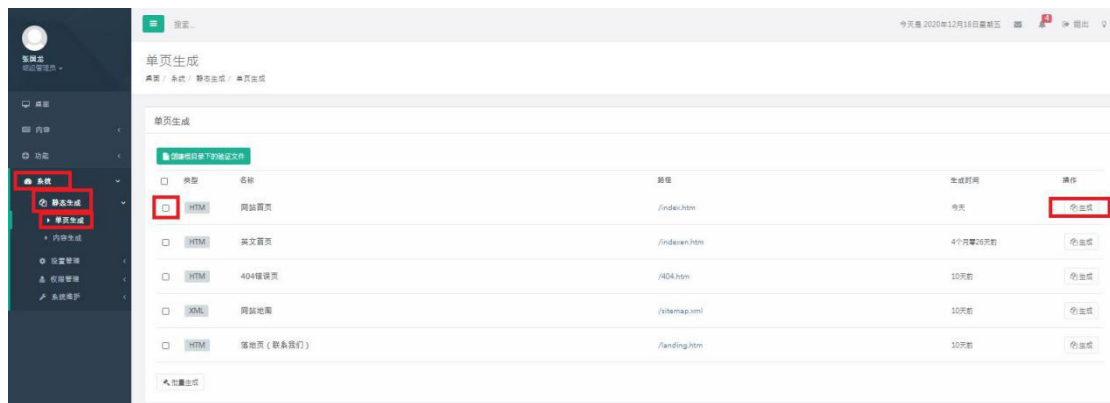 搜索...
今天是 2020年12月18日星期五
4
退出
张国龙
超级管理员
单页生成
桌面 / 系统 / 静态生成 / 单页生成
桌面
内容
功能
系统
静态生成
单页生成
内容生成
设置管理
权限管理
系统维护
单页生成
创建根目录下的验证文件
类型 名称 路径 生成时间 操作
HTM 网站首页 /index.htm 今天 生成
HTM 英文首页 /indexen.htm 4个月零26天前 生成
HTM 404错误页 /404.htm 10天前 生成
XML 网站地图 /sitemap.xml 10天前 生成
HTM 落地页（联系我们） /landing.htm 10天前 生成
批量生成